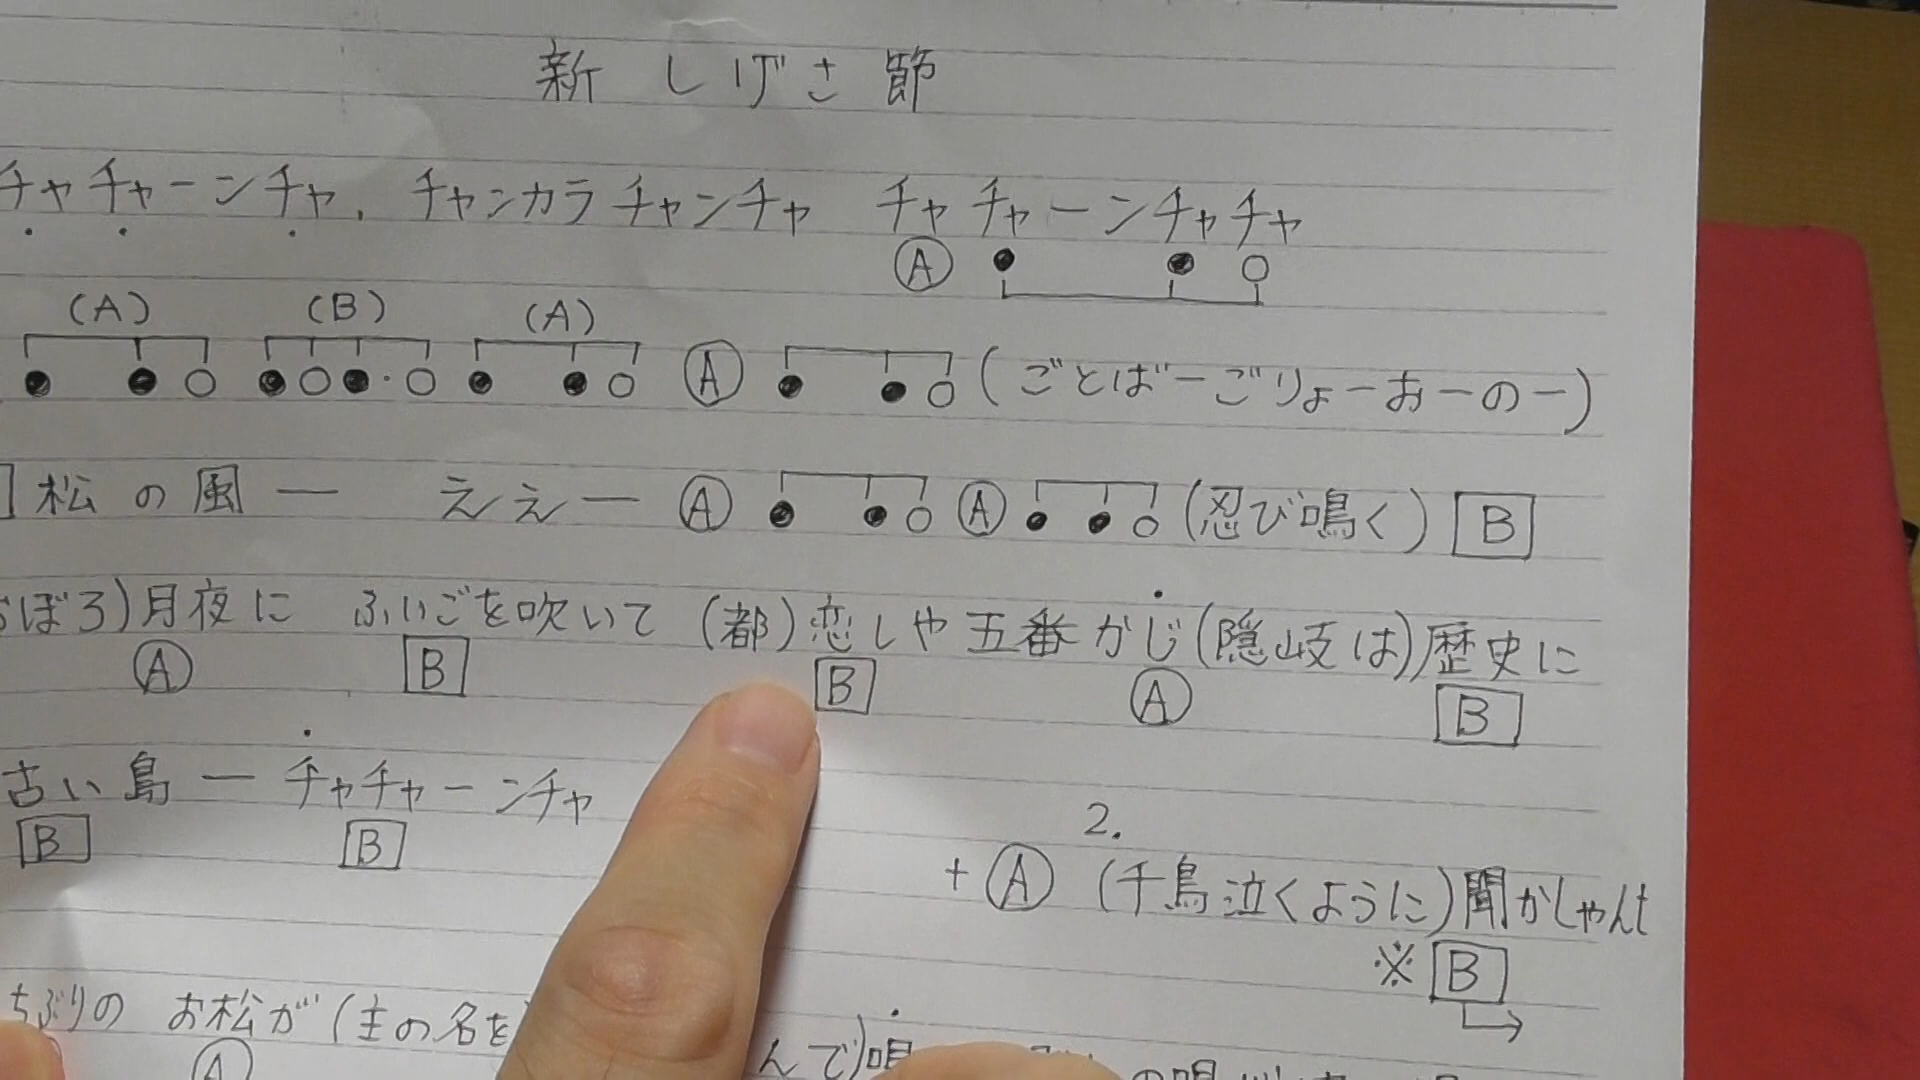 新 しげさ 節
チャチャーンチャ, チャンカラチャンチャ チャチャーンチャチャ
Ⓐ ● ● ○
(A) (B) (A)
● ● ○ ● ○ ● · ○ ● ● ○ Ⓐ ● ● ○ (ごとばーごりょーおーのー)
松の風ー ええー Ⓐ ● ● ○ Ⓐ ● ● ○ (忍び鳴く) B
ぼろ)月夜に ふいごを吹いて (都)恋しや五番かじ(隠岐は)歴史に
Ⓐ B B Ⓐ B
古い島ーチャチャーンチャ
B B
2.
+ Ⓐ (千鳥泣くように)聞かしゃんせ
※ B
ちぶりの お松が(主の名を んで)唄
Ⓐ